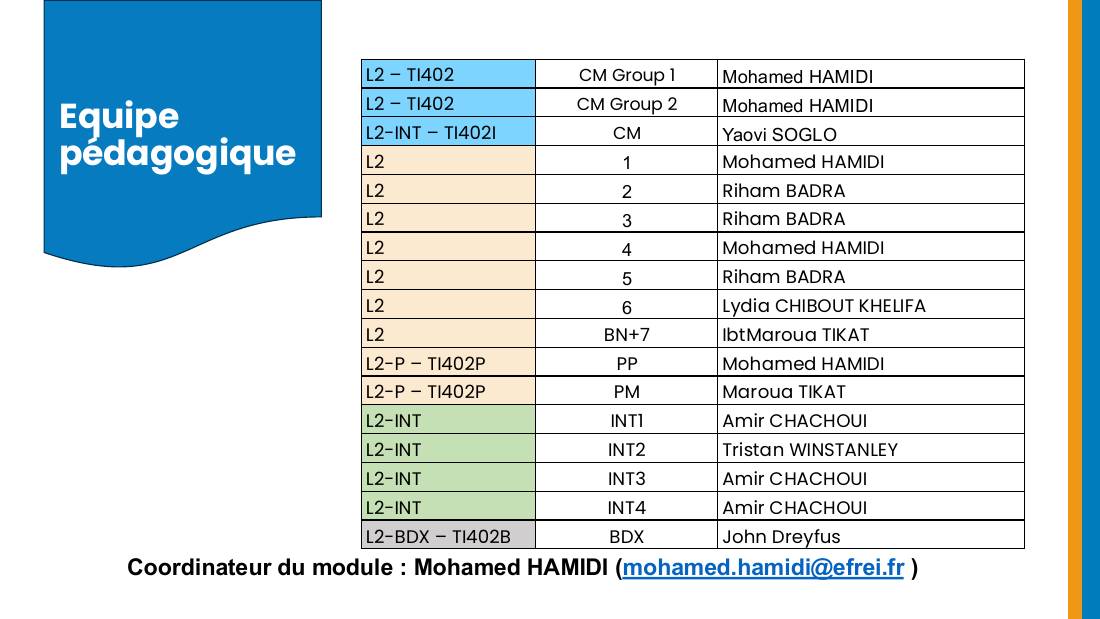 Equipe
pédagogique
L2 – TI402 CM Group 1 Mohamed HAMIDI
L2 – TI402 CM Group 2 Mohamed HAMIDI
L2-INT – TI402I CM Yaovi SOGLO
L2 1 Mohamed HAMIDI
L2 2 Riham BADRA
L2 3 Riham BADRA
L2 4 Mohamed HAMIDI
L2 5 Riham BADRA
L2 6 Lydia CHIBOUT KHELIFA
L2 BN+7 IbtMaroua TIKAT
L2-P – TI402P PP Mohamed HAMIDI
L2-P – TI402P PM Maroua TIKAT
L2-INT INT1 Amir CHACHOUI
L2-INT INT2 Tristan WINSTANLEY
L2-INT INT3 Amir CHACHOUI
L2-INT INT4 Amir CHACHOUI
L2-BDX – TI402B BDX John Dreyfus
Coordinateur du module : Mohamed HAMIDI (mohamed.hamidi@efrei.fr )